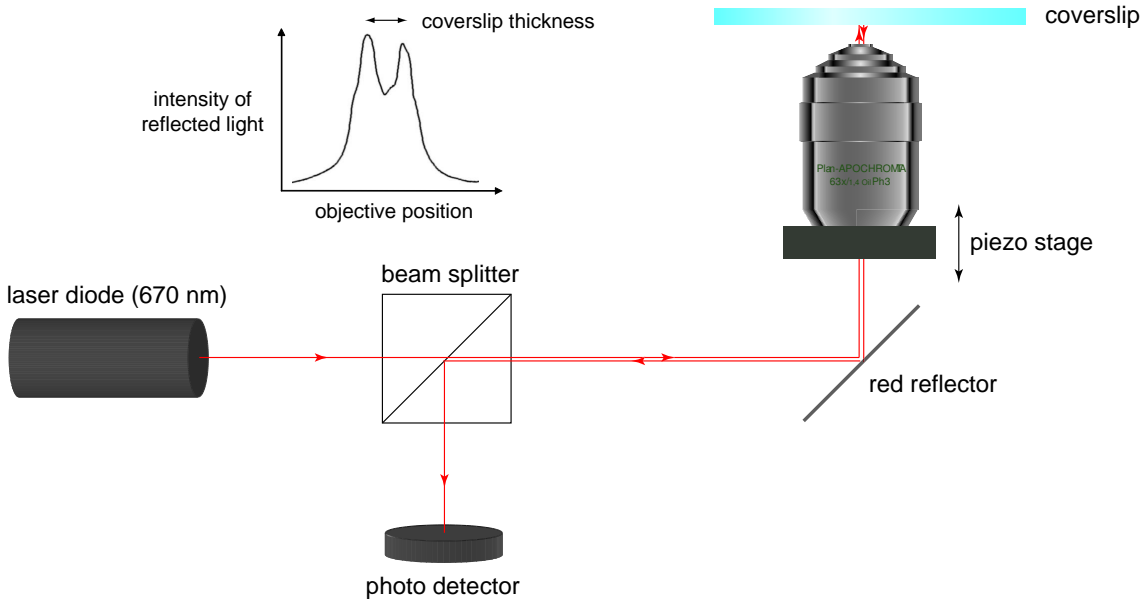 coverslip thickness
coverslip
intensity of
reflected light
Plan-APOCHROMTA
63x/1,4 Oil Ph3
objective position
piezo stage
beam splitter
laser diode (670 nm)
red reflector
photo detector